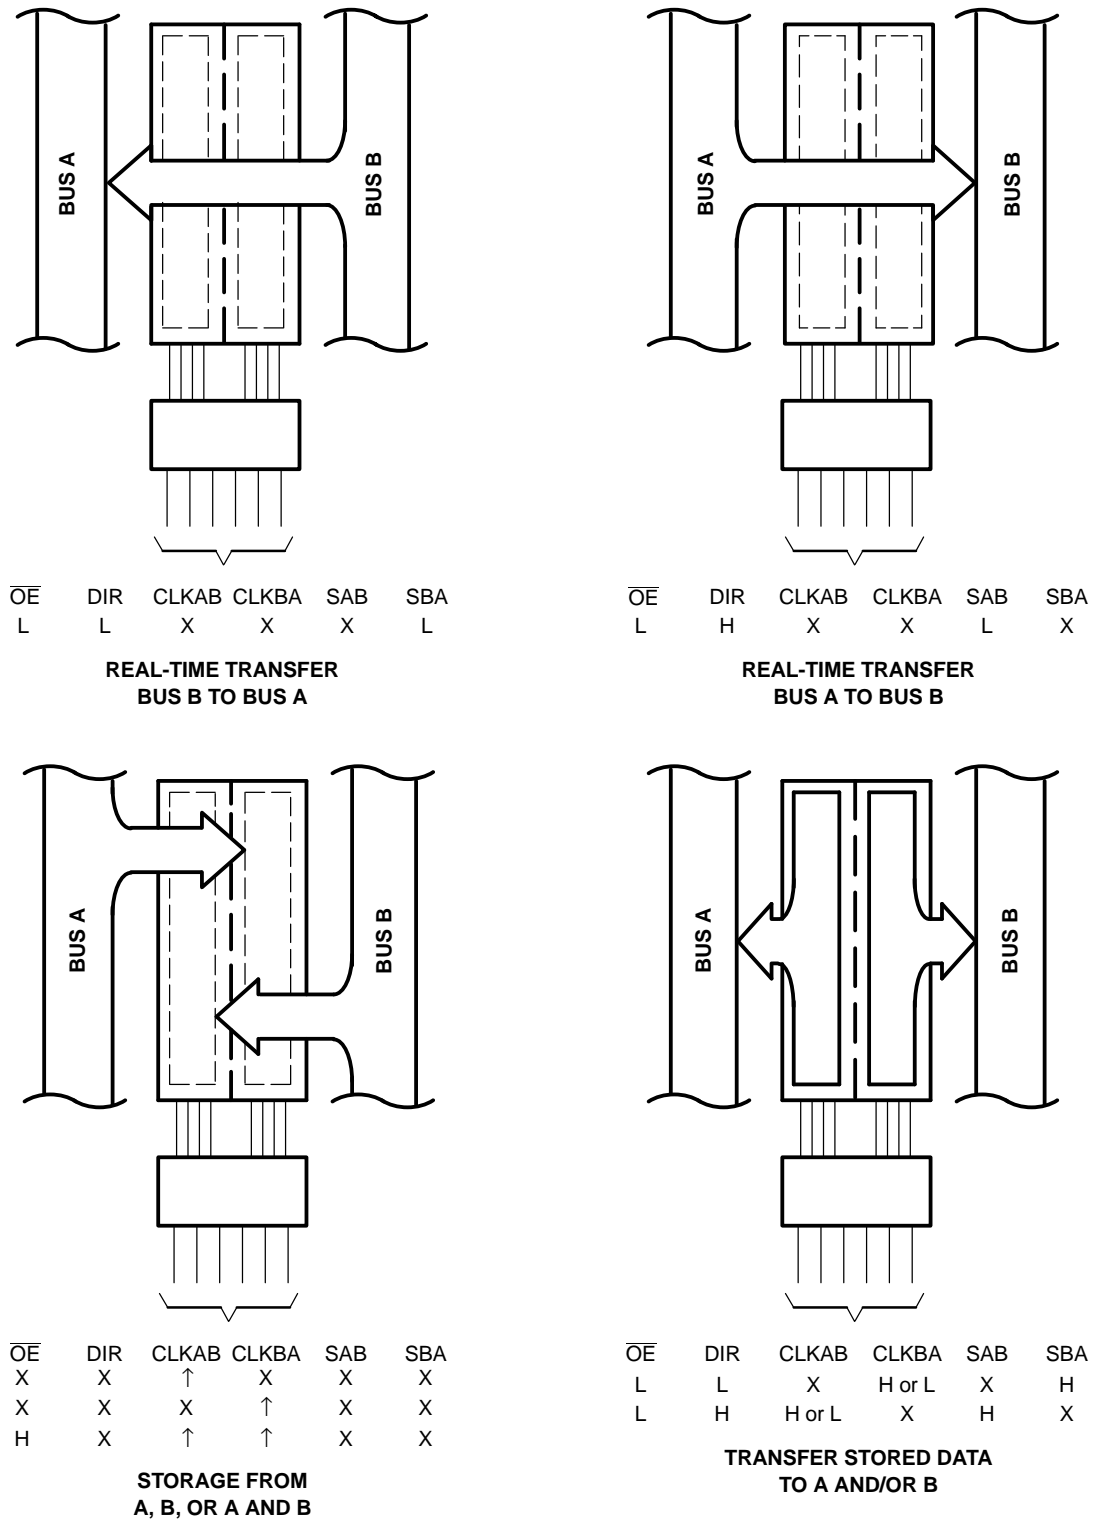 BUS A
BUS B
OE DIR CLKAB CLKBA SAB SBA
L L X X X L
REAL-TIME TRANSFER
BUS B TO BUS A
BUS A
BUS B
OE DIR CLKAB CLKBA SAB SBA
L H X X L X
REAL-TIME TRANSFER
BUS A TO BUS B
BUS A
BUS B
OE DIR CLKAB CLKBA SAB SBA
X X ↑ X X X
X X X ↑ X X
H X ↑ ↑ X X
STORAGE FROM
A, B, OR A AND B
BUS A
BUS B
OE DIR CLKAB CLKBA SAB SBA
L L X H or L X H
L H H or L X H X
TRANSFER STORED DATA
TO A AND/OR B